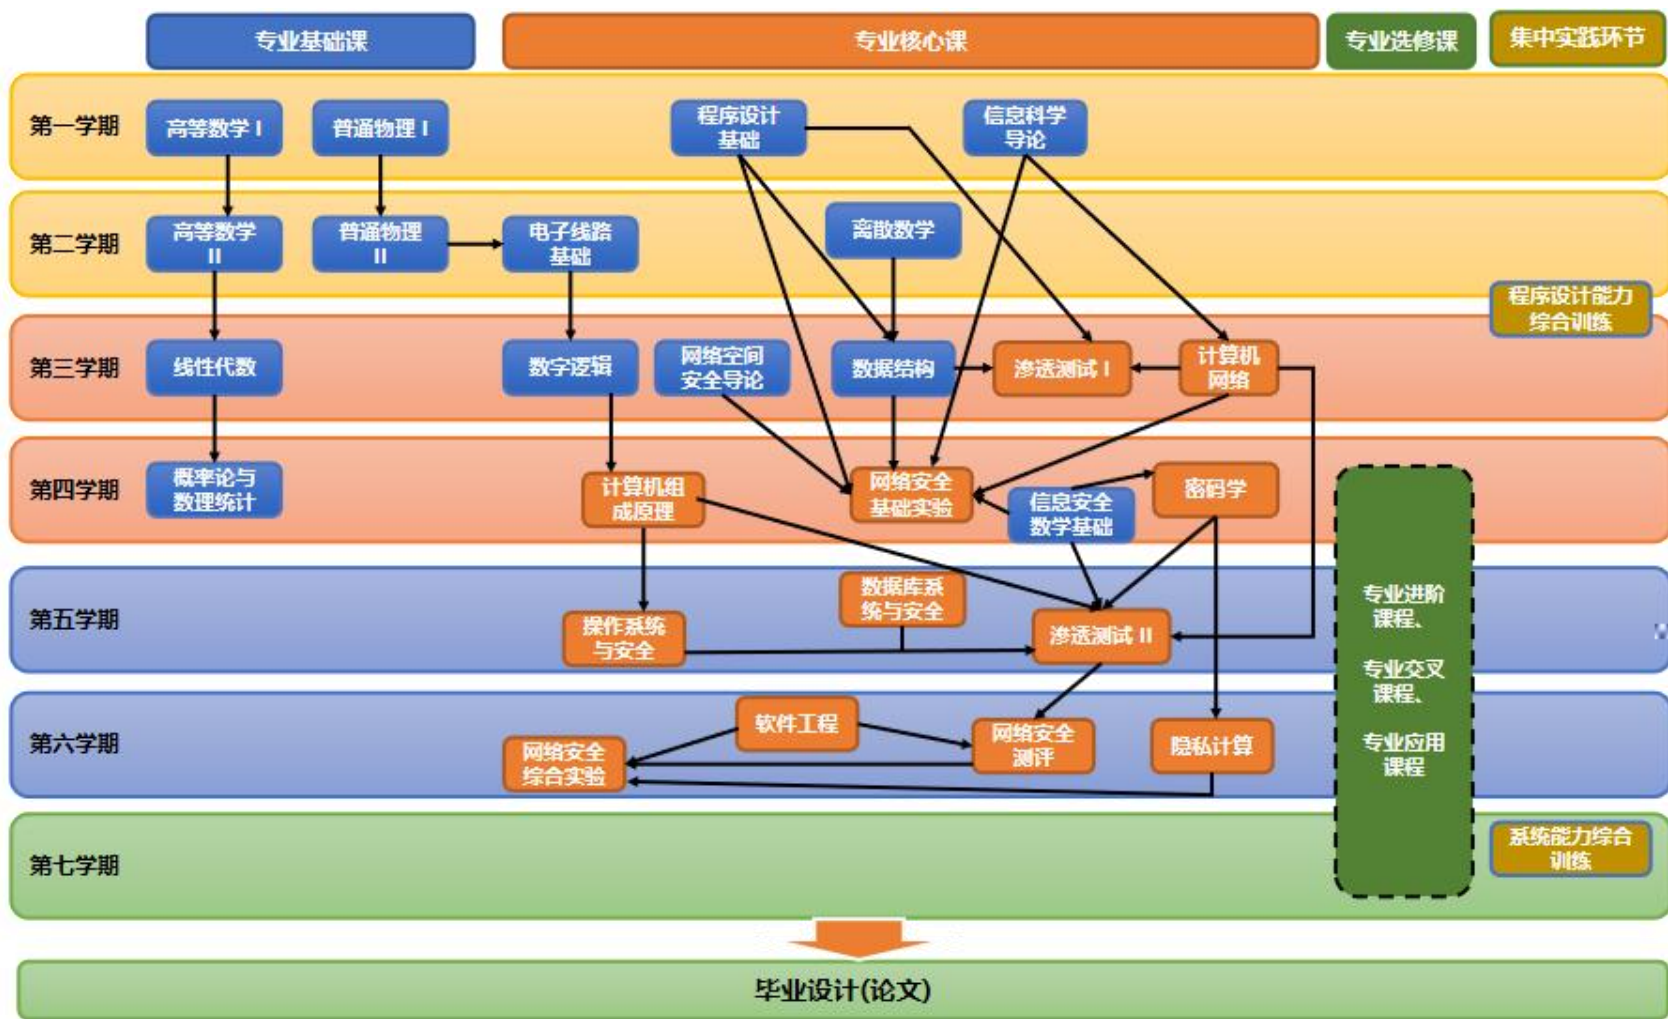 专业基础课
专业核心课
专业选修课
集中实践环节
第一学期
高等数学 I
普通物理 I
程序设计
基础
信息科学
导论
第二学期
高等数学
II
普通物理
II
电子线路
基础
离散数学
程序设计能力
综合训练
第三学期
线性代数
数字逻辑
网络空间
安全导论
数据结构
渗透测试 I
计算机
网络
第四学期
概率论与
数理统计
计算机组
成原理
网络安全
基础实验
信息安全
数学基础
密码学
第五学期
操作系统
与安全
数据库系
统与安全
渗透测试 II
专业进阶
课程、
专业交叉
课程、
专业应用
课程
第六学期
网络安全
综合实验
软件工程
网络安全
测评
隐私计算
第七学期
系统能力综合
训练
毕业设计(论文)